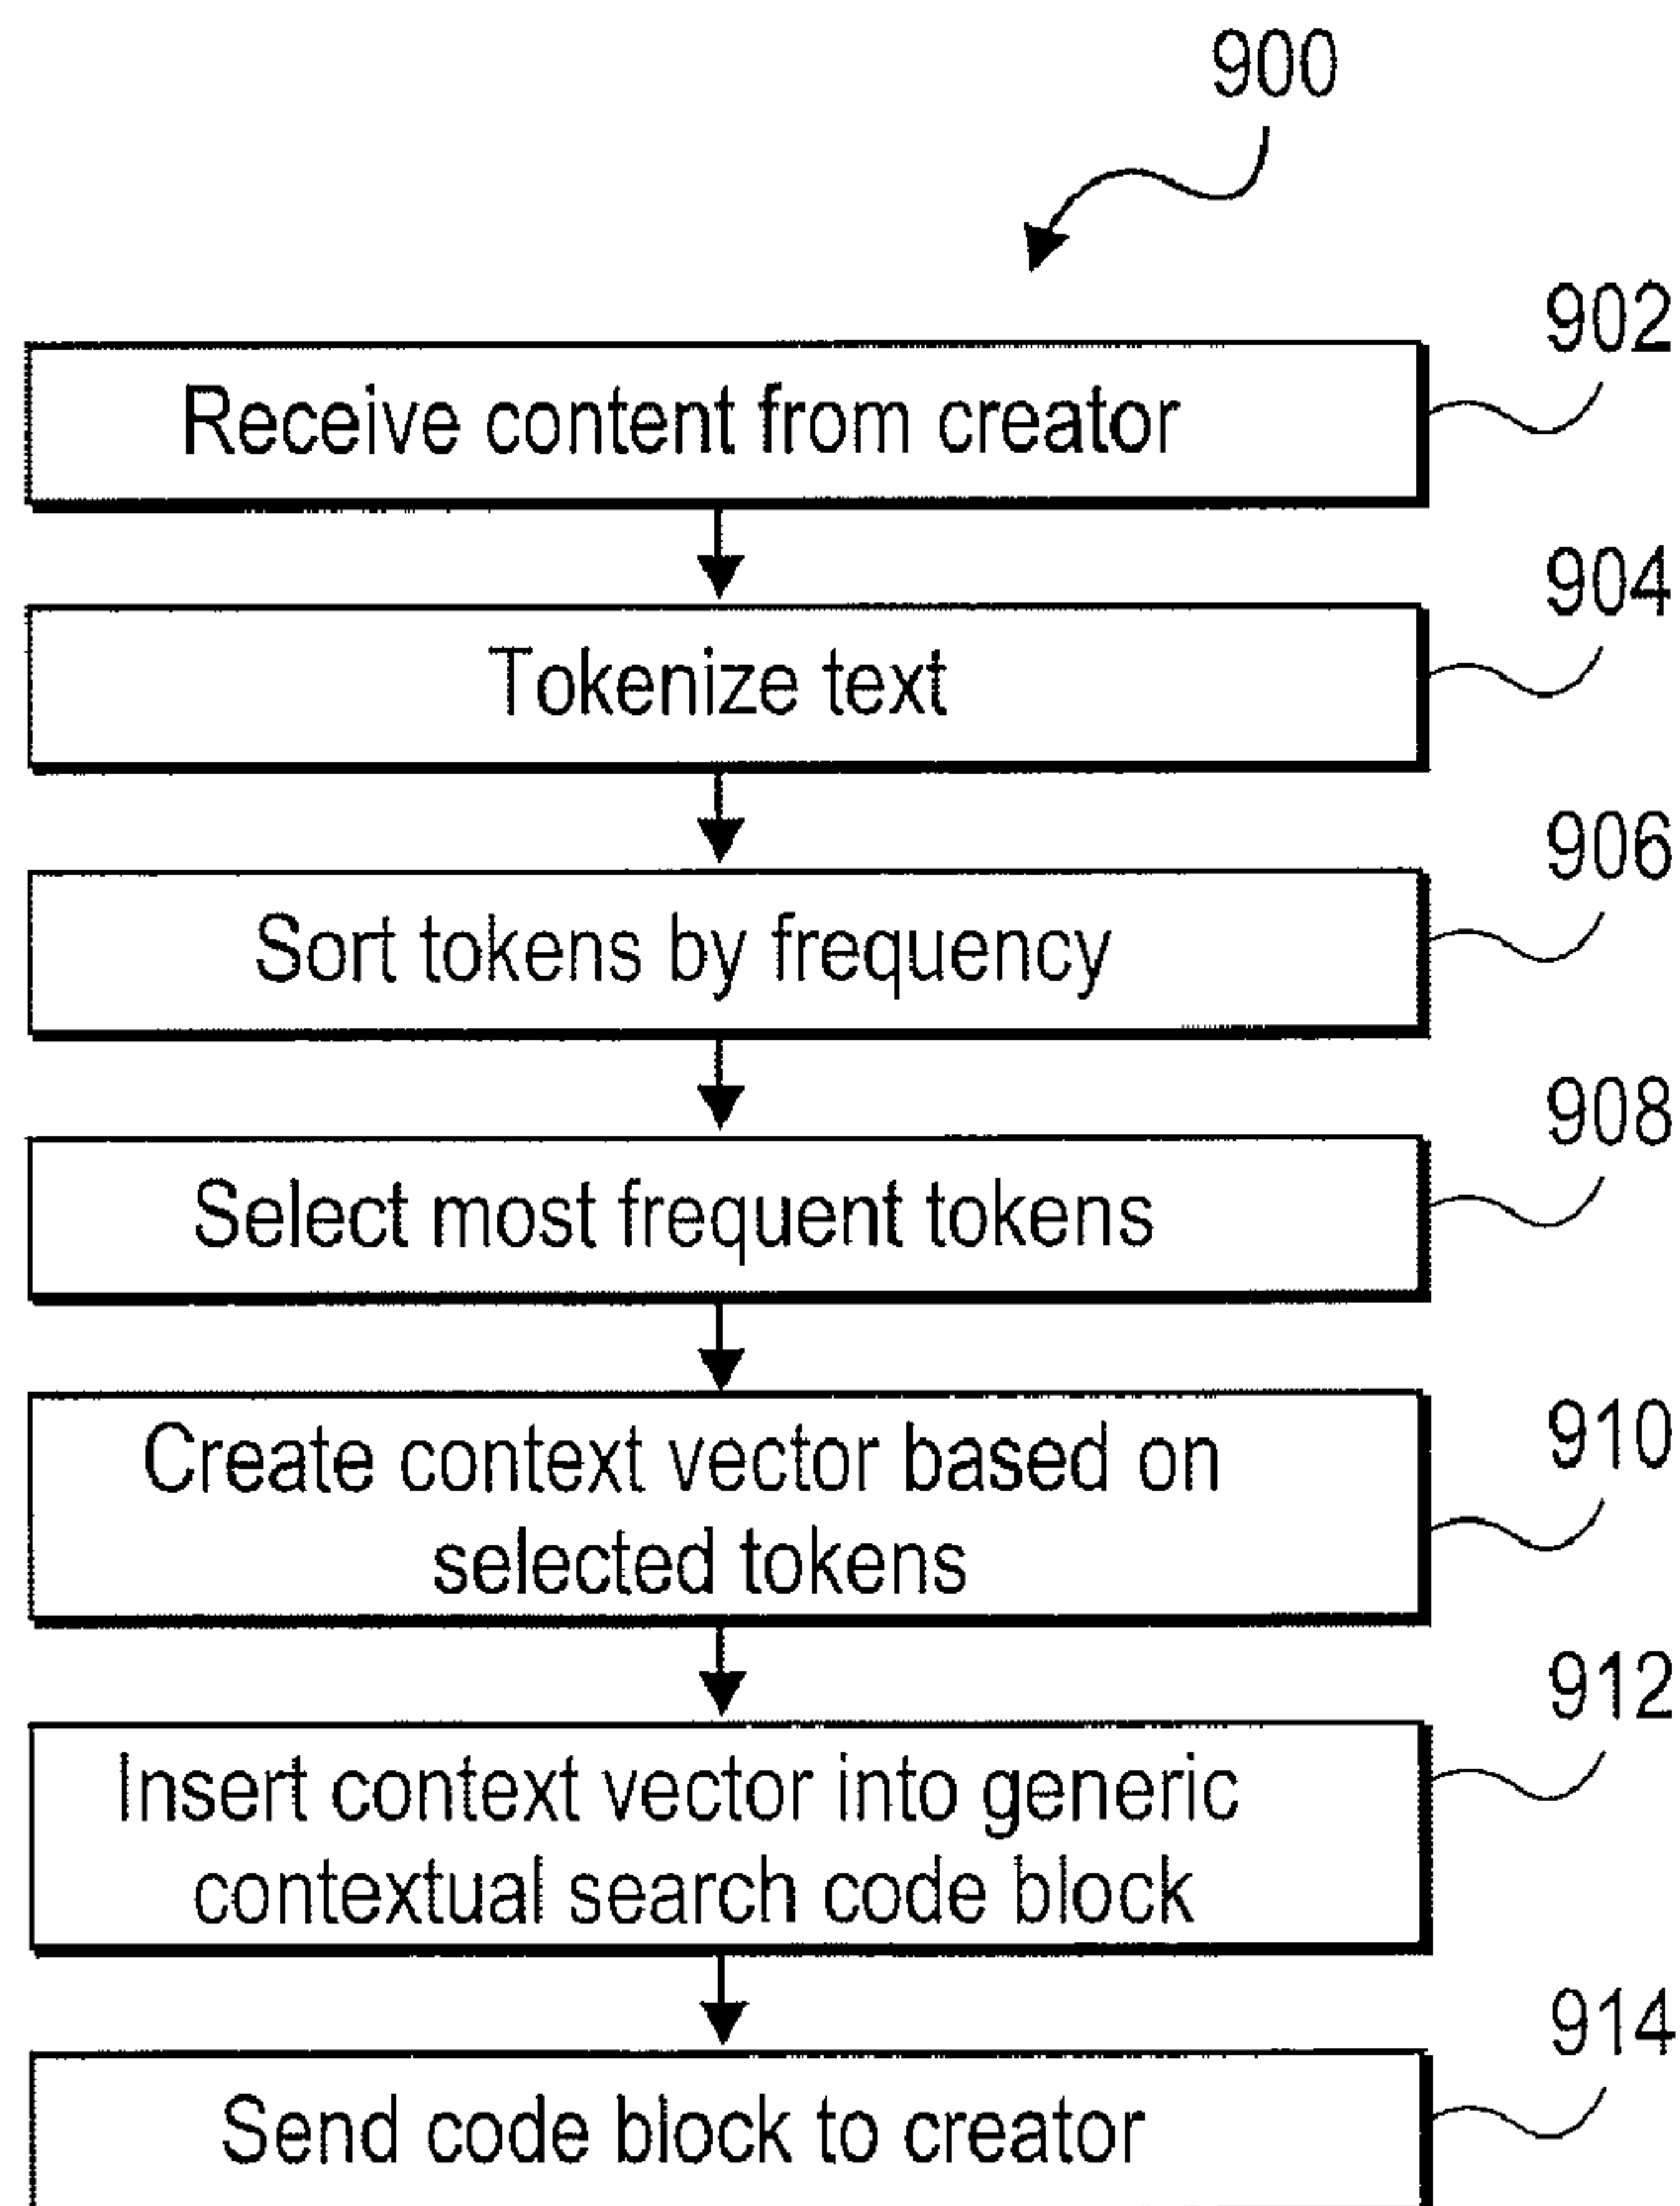 900
902
Receive content from creator
904
Tokenize text
906
Sort tokens by frequency
908
Select most frequent tokens
910
Create context vector based on
selected tokens
912
Insert context vector into generic
contextual search code block
914
Send code block to creator